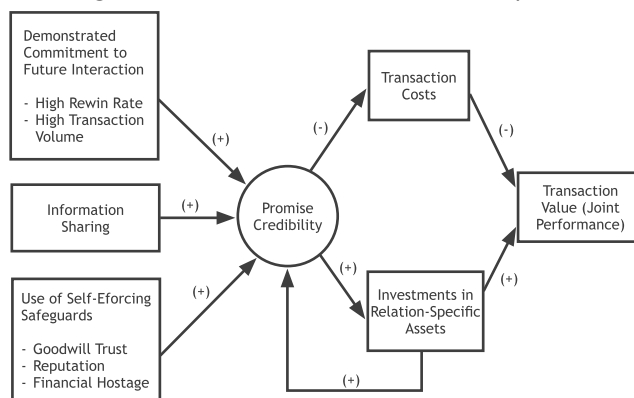 Demonstrated
Commitment to
Future Interaction
- High Rewin Rate
- High Transaction
Volume
(+)
Information
Sharing
(+)
Use of Self-Eforcing
Safeguards
- Goodwill Trust
- Reputation
- Financial Hostage
(+)
Promise
Credibility
(-)
(+)
(+)
Transaction
Costs
(-)
Investments in
Relation-Specific
Assets
(+)
Transaction
Value (Joint
Performance)